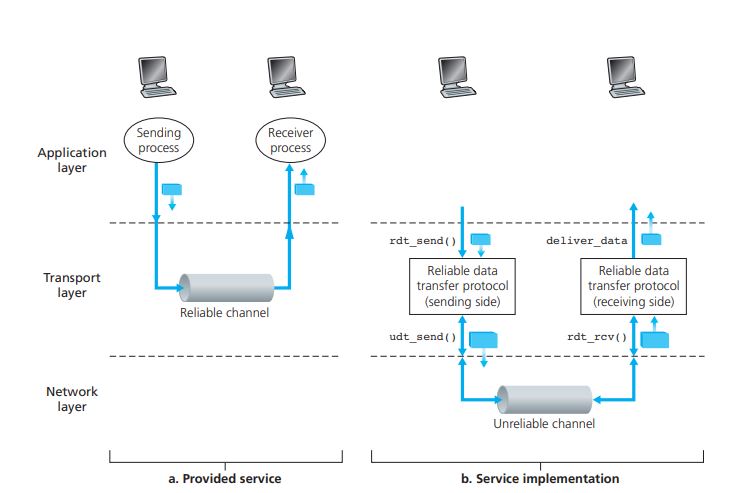 Sending
process
Receiver
process
Application
layer
rdt_send()
deliver_data
Transport
layer
Reliable channel
Reliable data
transfer protocol
(sending side)
Reliable data
transfer protocol
(receiving side)
udt_send()
rdt_rcv()
Network
layer
Unreliable channel
a. Provided service
b. Service implementation